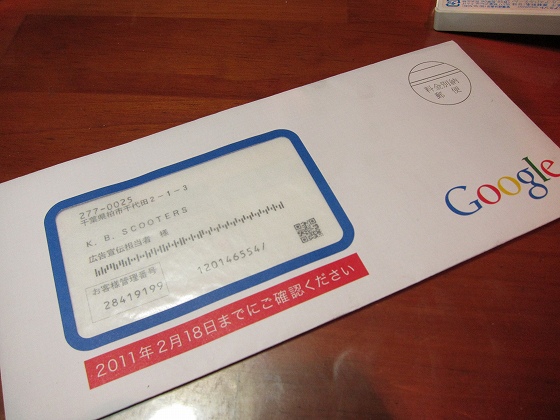 料金別納
郵便
Google
277-0025
千葉県柏市千代田2-1-3
K. B. SCOOTERS
広告宣伝担当者 様
お客様管理番号
28419199
1201465S4/
2011年2月18日までにご確認ください